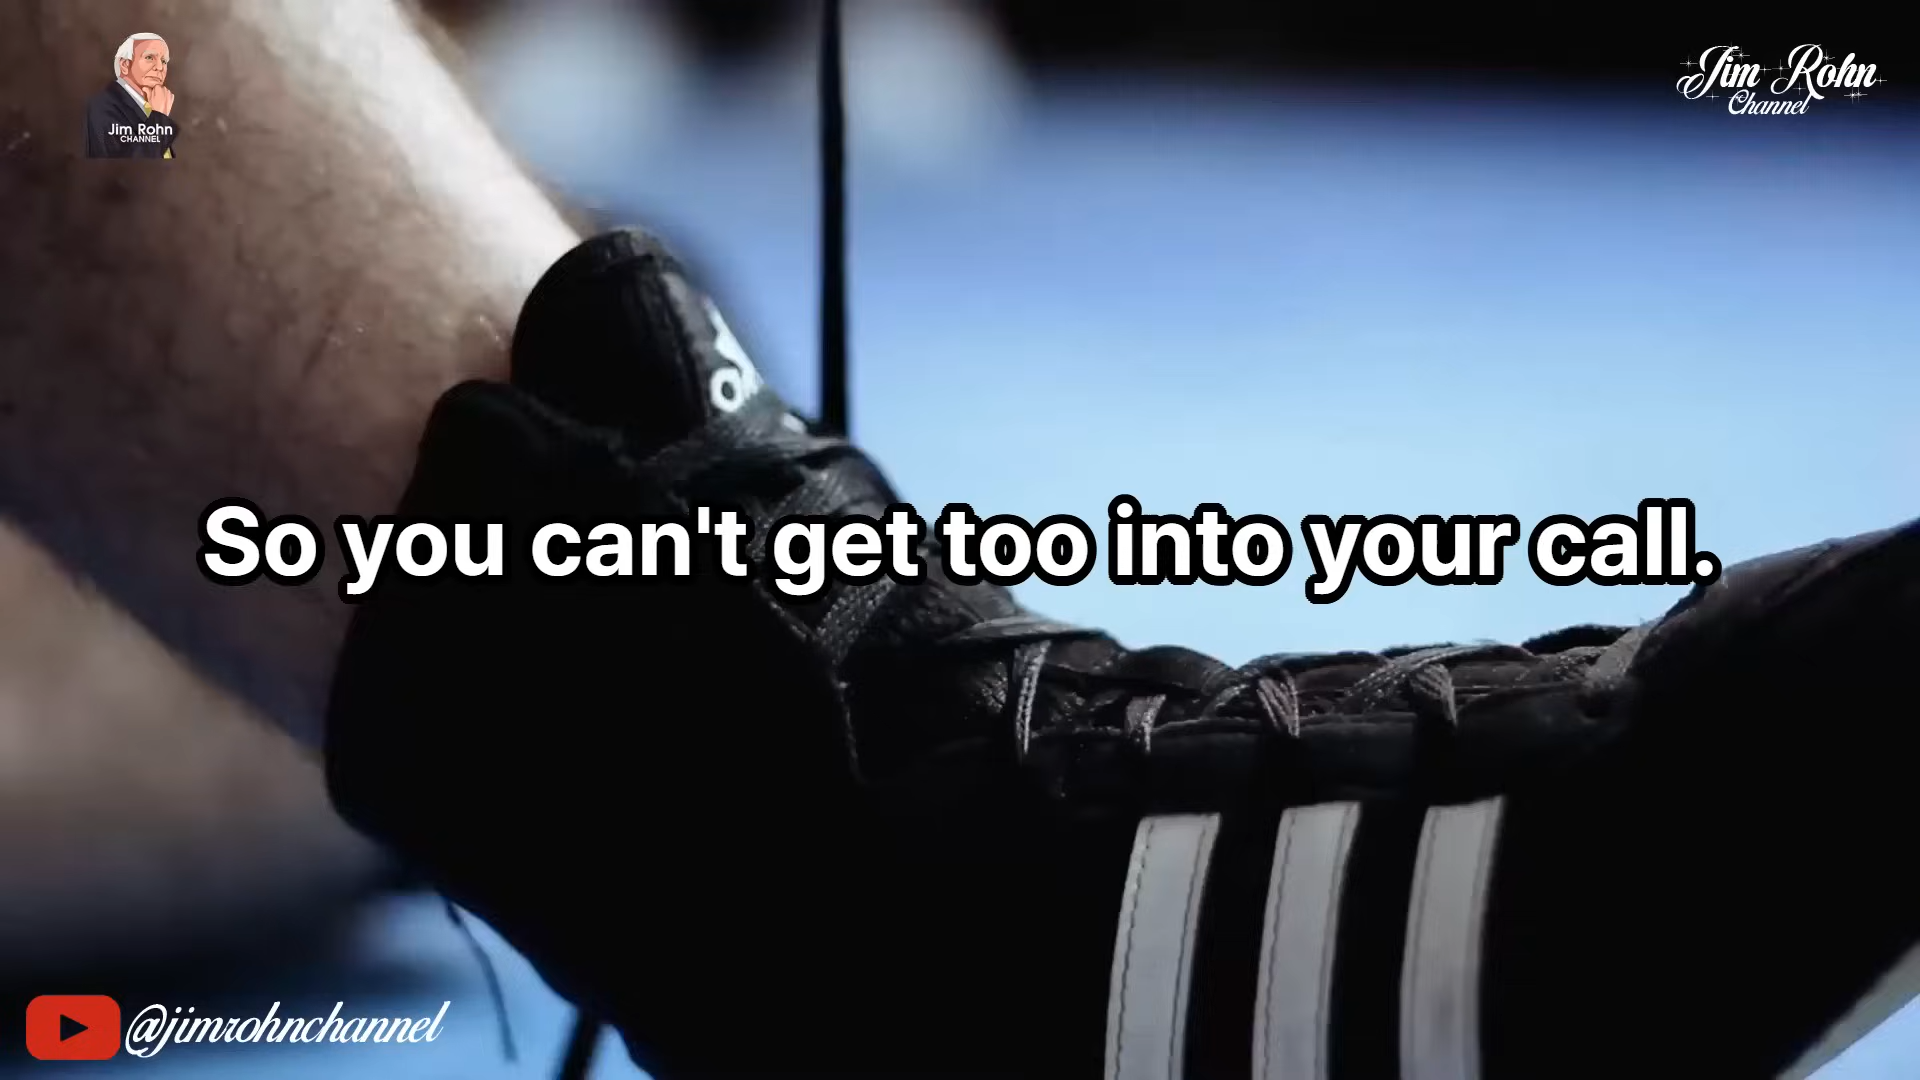 Jim Rohn
CHANNEL
Jim Rohn
Channel
So you can't get too into your call.
@jimrohnchannel